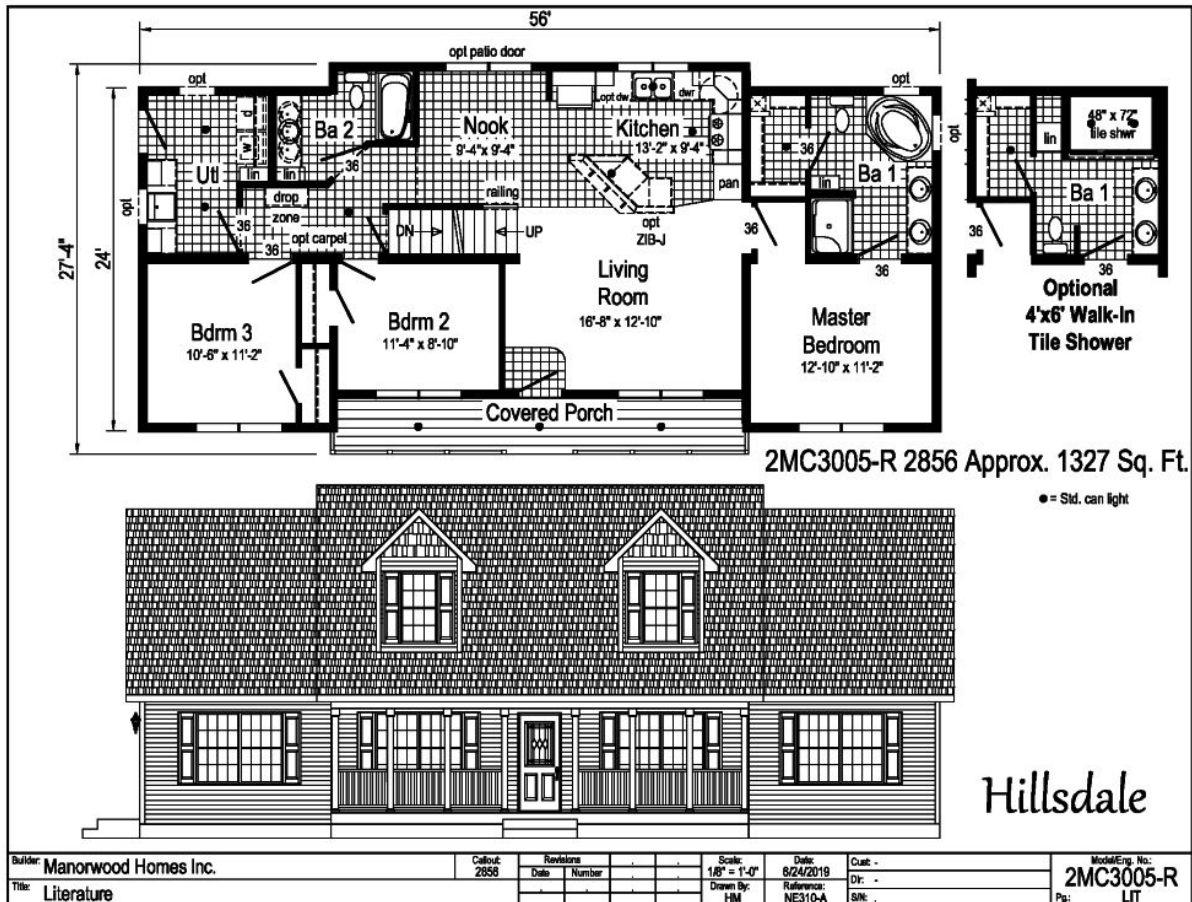 56'
opt patio door
27'-4"
24'
opt
opt
opt
Utl
w
d
lin
Ba 2
36
lin
drop
zone
opt carpet
36
36
DN
UP
railing
Nook
9'-4" x 9'-4"
opt dw
dwr
Kitchen
13'-2" x 9'-4"
pan
opt
ZIB-J
36
36
lin
Ba 1
opt
opt
36
Bdrm 3
10'-6" x 11'-2"
Bdrm 2
11'-4" x 8'-10"
Living
Room
16'-8" x 12'-10"
Master
Bedroom
12'-10" x 11'-2"
Covered Porch
lin
48" x 72"
tile shwr
Ba 1
36
36
Optional
4'x6' Walk-In
Tile Shower
2MC3005-R 2856 Approx. 1327 Sq. Ft.
● = Std. can light
Hillsdale
Builder: Manorwood Homes Inc.
Title: Literature
Callout:
2856
Revisions
Date Number
Scale:
1/8" = 1'-0"
Drawn By:
HM
Date:
6/24/2019
Reference:
NE310-A
Cust: -
Dir: -
S/N: .
Model/Eng. No.:
2MC3005-R
Pg.: LIT